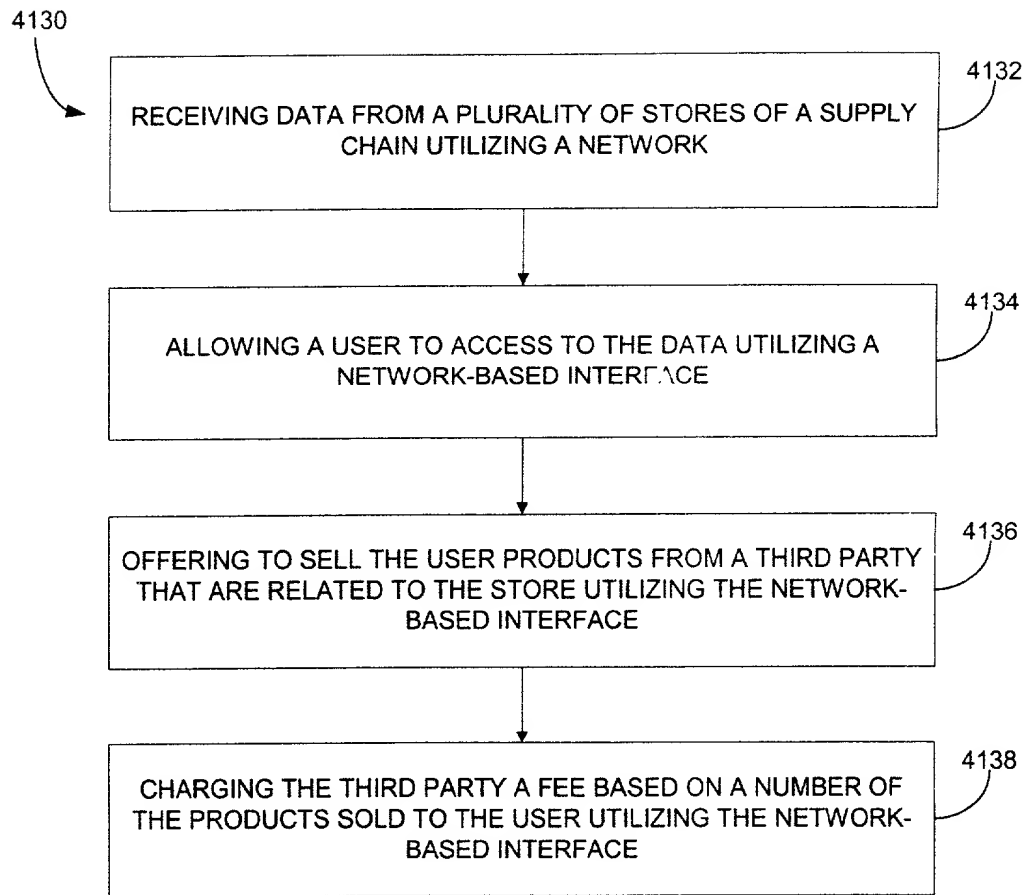 4130
4132
RECEIVING DATA FROM A PLURALITY OF STORES OF A SUPPLY
CHAIN UTILIZING A NETWORK
4134
ALLOWING A USER TO ACCESS TO THE DATA UTILIZING A
NETWORK-BASED INTERFACE
4136
OFFERING TO SELL THE USER PRODUCTS FROM A THIRD PARTY
THAT ARE RELATED TO THE STORE UTILIZING THE NETWORK-
BASED INTERFACE
4138
CHARGING THE THIRD PARTY A FEE BASED ON A NUMBER OF
THE PRODUCTS SOLD TO THE USER UTILIZING THE NETWORK-
BASED INTERFACE